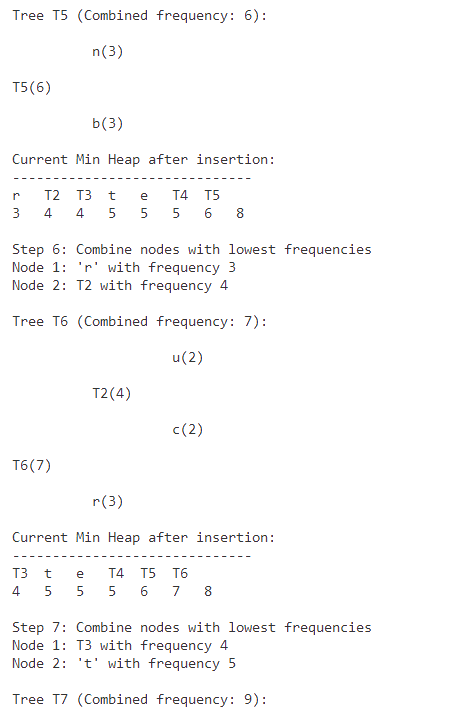 Tree T5 (Combined frequency: 6):
n(3)
T5(6)
b(3)
Current Min Heap after insertion:
------------------------------
r T2 T3 t e T4 T5
3 4 4 5 5 5 6 8
Step 6: Combine nodes with lowest frequencies
Node 1: 'r' with frequency 3
Node 2: T2 with frequency 4
Tree T6 (Combined frequency: 7):
u(2)
T2(4)
c(2)
T6(7)
r(3)
Current Min Heap after insertion:
------------------------------
T3 t e T4 T5 T6
4 5 5 5 6 7 8
Step 7: Combine nodes with lowest frequencies
Node 1: T3 with frequency 4
Node 2: 't' with frequency 5
Tree T7 (Combined frequency: 9):